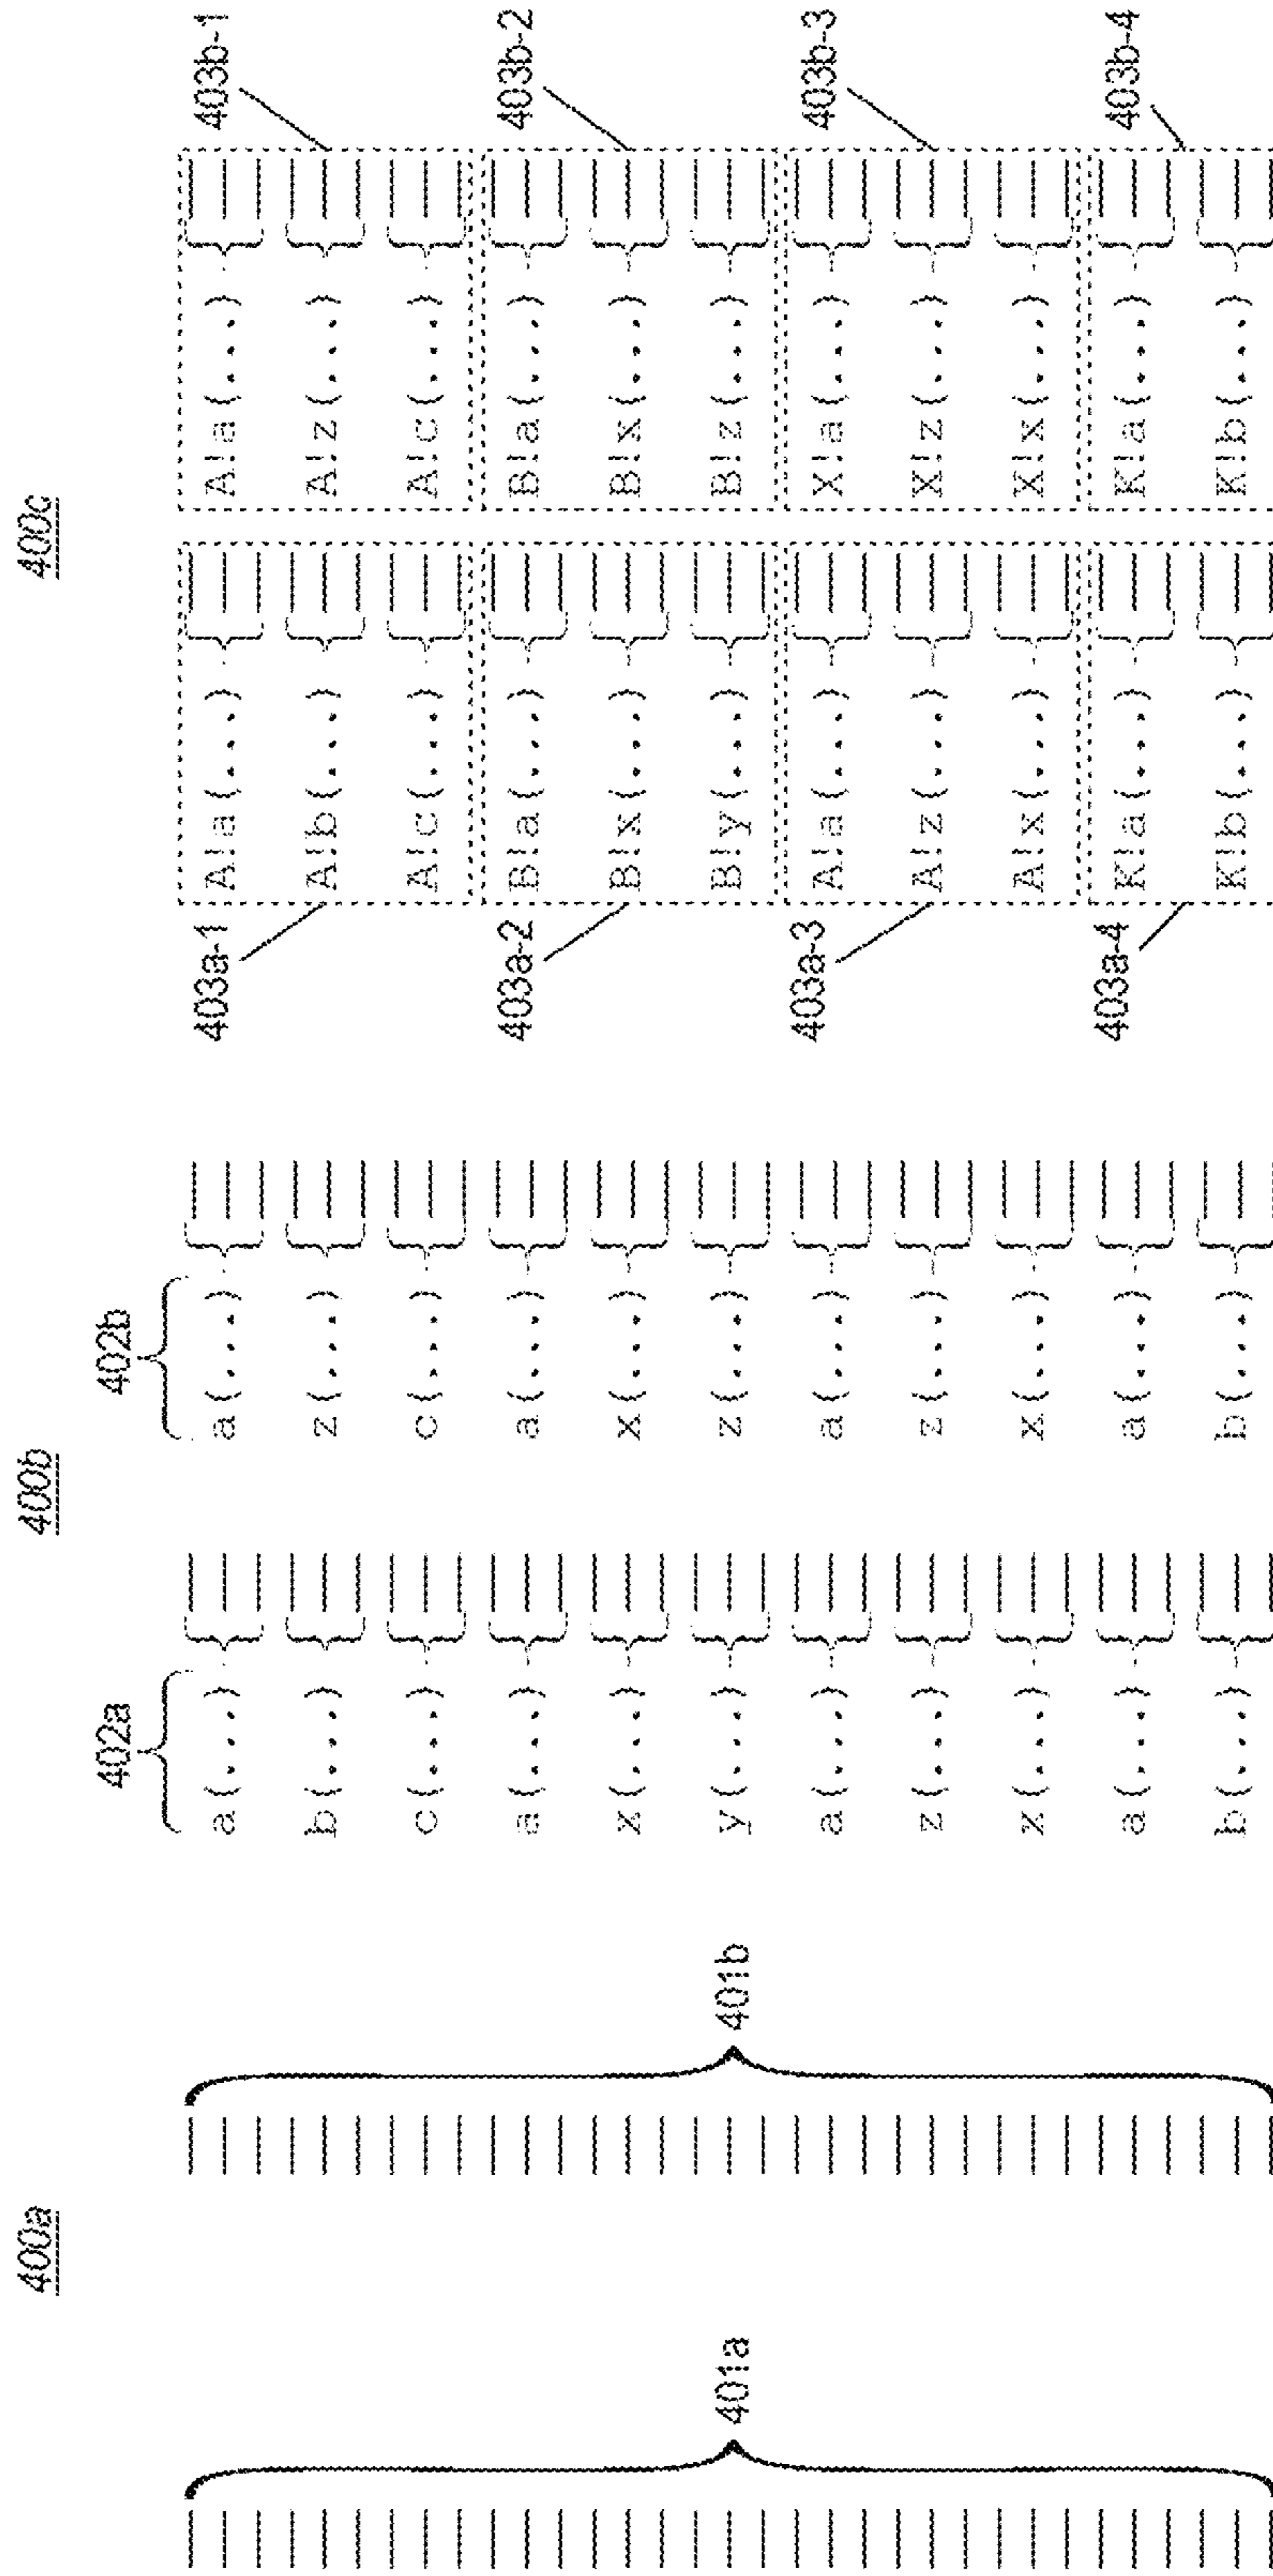 400a 400b 400c
402a 402b
a(...) a(...) 403a-1 A!a(...) A!a(...) 403b-1
b(...) z(...) A!b(...) A!z(...)
c(...) c(...) A!c(...) A!c(...)
a(...) a(...) 403a-2 B!a(...) B!a(...) 403b-2
x(...) x(...) B!x(...) B!x(...)
401a 401b y(...) z(...) B!y(...) B!z(...)
a(...) a(...) 403a-3 A!a(...) X!a(...) 403b-3
z(...) z(...) A!z(...) X!z(...)
x(...) x(...) A!x(...) X!x(...)
a(...) a(...) 403a-4 K!a(...) K!a(...) 403b-4
b(...) b(...) K!b(...) K!b(...)